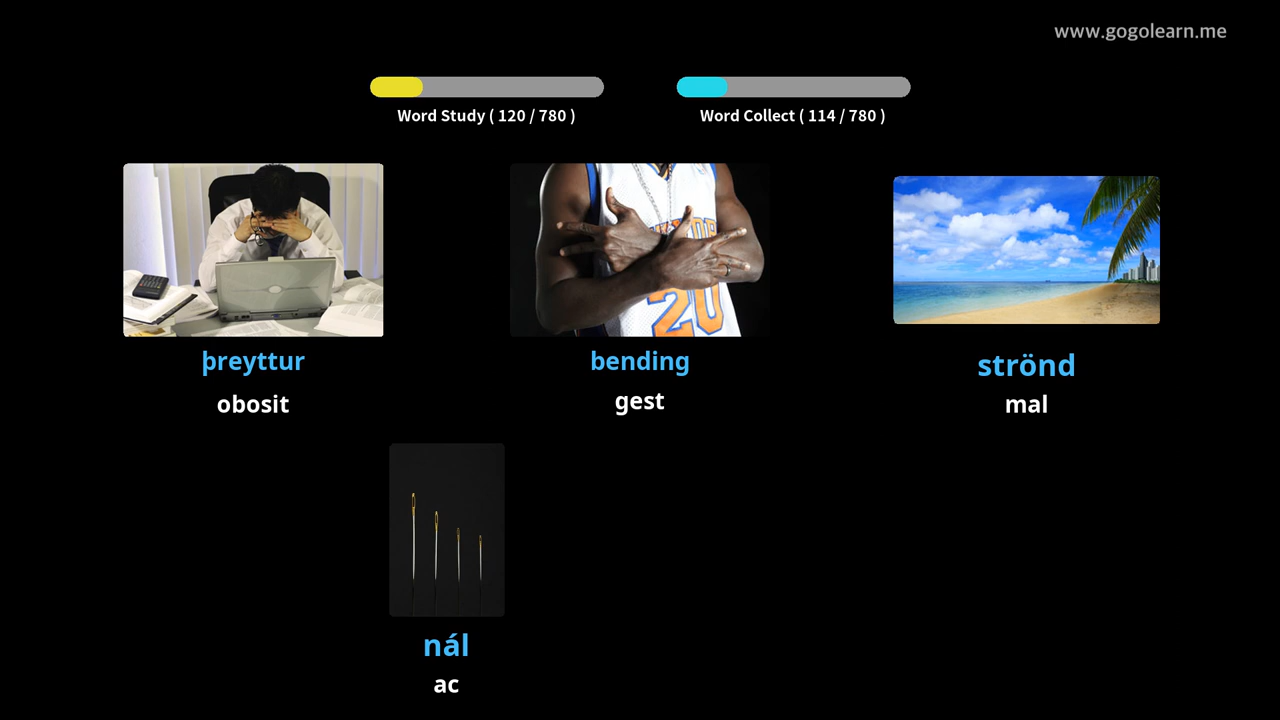 www.gogolearn.me
Word Study ( 120 / 780 )
Word Collect ( 114 / 780 )
20
þreyttur
obosit
bending
gest
strönd
mal
nál
ac